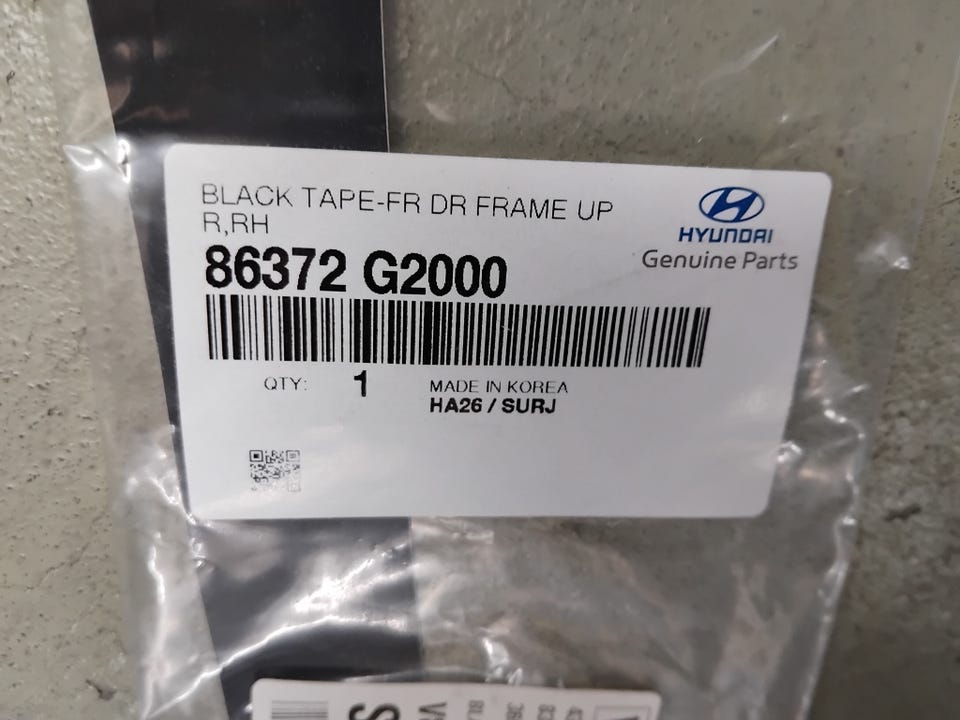 BLACK TAPE-FR DR FRAME UP
R,RH
86372 G2000
HYUNDAI
Genuine Parts
QTY: 1
MADE IN KOREA
HA26 / SURJ